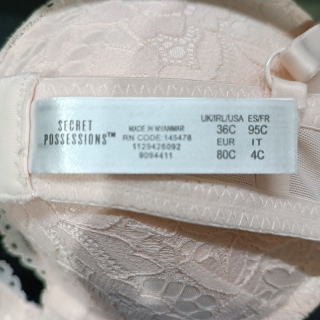 SECRET
POSSESSIONS™
MADE IN MYANMAR
RN CODE: 145478
1129426092
9094411
UK/IRL/USA ES/FR
36C 95C
EUR IT
80C 4C